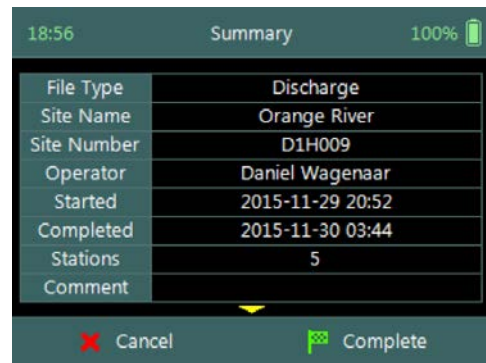 18:56 Summary 100%
File Type Discharge
Site Name Orange River
Site Number D1H009
Operator Daniel Wagenaar
Started 2015-11-29 20:52
Completed 2015-11-30 03:44
Stations 5
Comment
Cancel Complete